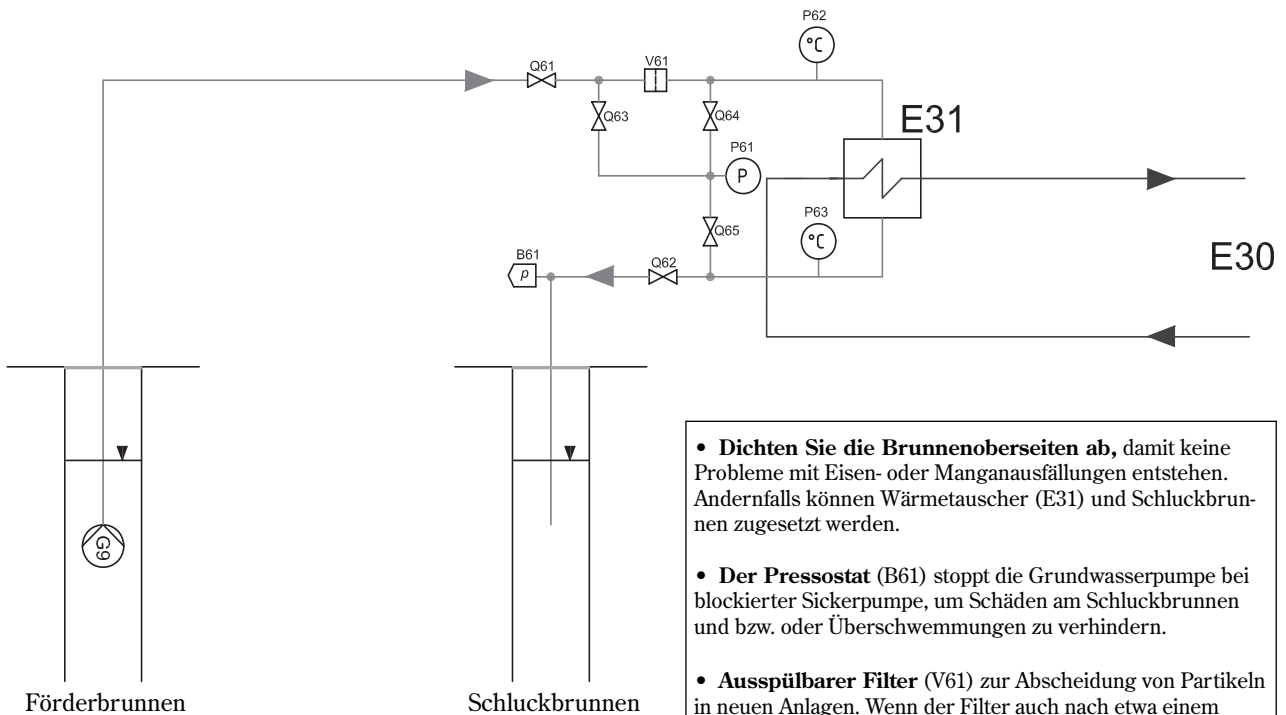 P62
°C
Q61
V61
Q63
Q64
E31
P61
P
P63
°C
Q65
B61
p
Q62
E30
G9
Förderbrunnen
Schluckbrunnen
• Dichten Sie die Brunnenoberseiten ab, damit keine
Probleme mit Eisen- oder Manganausfällungen entstehen.
Andernfalls können Wärmetauscher (E31) und Schluckbrun-
nen zugesetzt werden.
• Der Pressostat (B61) stoppt die Grundwasserpumpe bei
blockierter Sickerpumpe, um Schäden am Schluckbrunnen
und bzw. oder Überschwemmungen zu verhindern.
• Ausspülbarer Filter (V61) zur Abscheidung von Partikeln
in neuen Anlagen. Wenn der Filter auch nach etwa einem